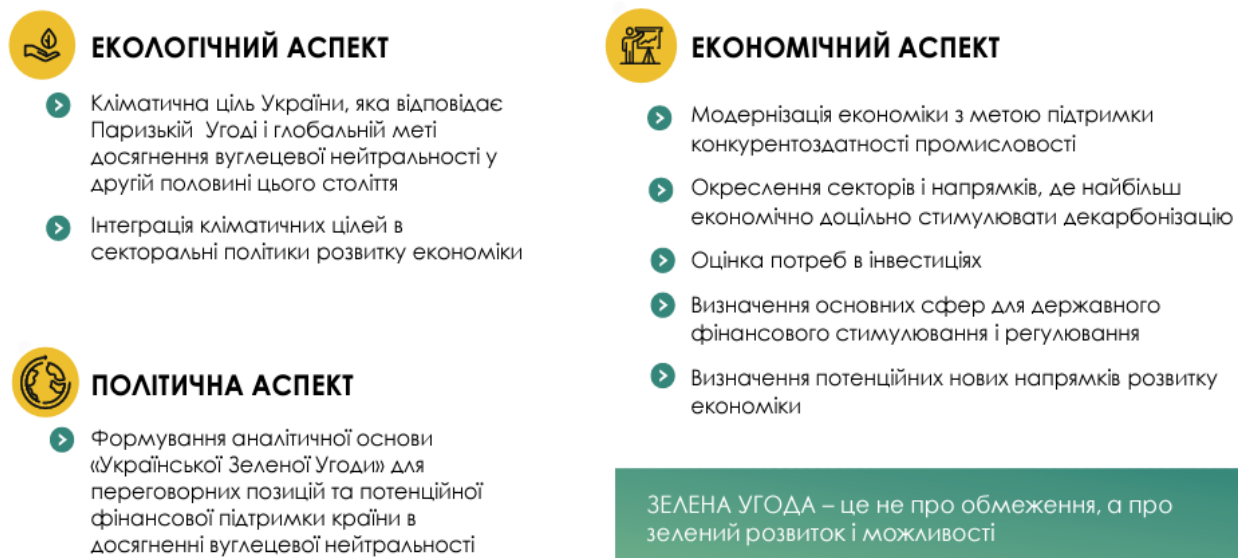 ЕКОЛОГІЧНИЙ АСПЕКТ
Кліматична ціль України, яка відповідає
Паризькій Угоді і глобальній меті
досягнення вуглецевої нейтральності у
другій половині цього століття
Інтеграція кліматичних цілей в
секторальні політики розвитку економіки
ПОЛІТИЧНА АСПЕКТ
Формування аналітичної основи
«Української Зеленої Угоди» для
переговорних позицій та потенційної
фінансової підтримки країни в
досягненні вуглецевої нейтральності
ЕКОНОМІЧНИЙ АСПЕКТ
Модернізація економіки з метою підтримки
конкурентоздатності промисловості
Окреслення секторів і напрямків, де найбільш
економічно доцільно стимулювати декарбонізацію
Оцінка потреб в інвестиціях
Визначення основних сфер для державного
фінансового стимулювання і регулювання
Визначення потенційних нових напрямків розвитку
економіки
ЗЕЛЕНА УГОДА – це не про обмеження, а про
зелений розвиток і можливості